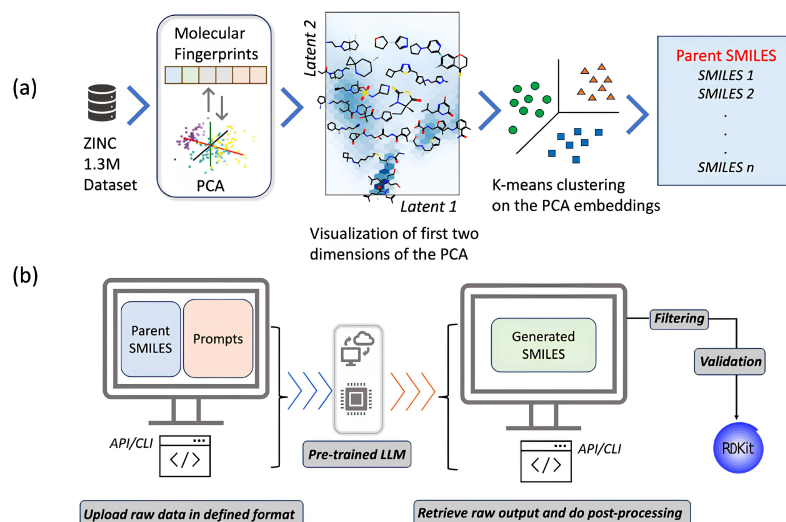 (a)
ZINC
1.3M
Dataset
Molecular
Fingerprints
PCA
Latent 2
Latent 1
Visualization of first two
dimensions of the PCA
K-means clustering
on the PCA embeddings
Parent SMILES
SMILES 1
SMILES 2
.
.
.
SMILES n
(b)
Parent
SMILES
Prompts
API/CLI
</>
Upload raw data in defined format
Pre-trained LLM
Generated
SMILES
API/CLI
</>
Retrieve raw output and do post-processing
Filtering
Validation
RDKit